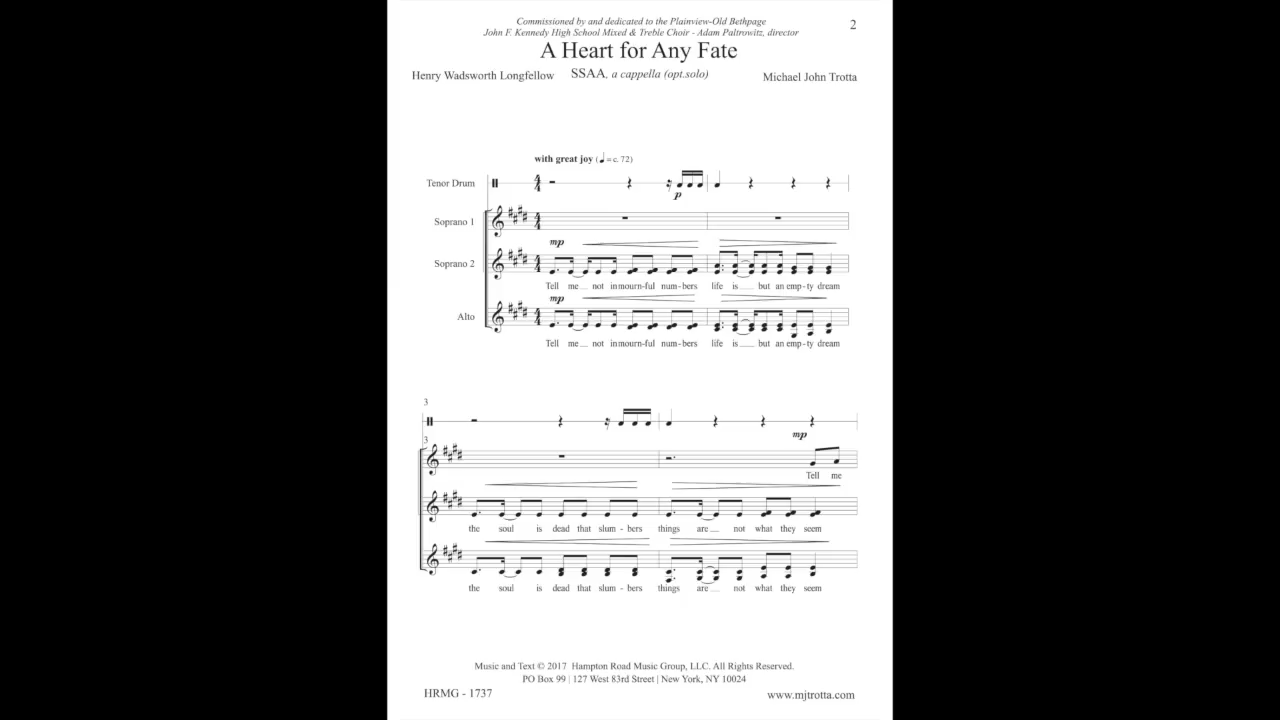 Commissioned by and dedicated to the Plainview-Old Bethpage
2
John F. Kennedy High School Mixed & Treble Choir - Adam Paltrowitz, director
A Heart for Any Fate
Henry Wadsworth Longfellow SSAA, a cappella (opt.solo) Michael John Trotta
with great joy (♩ = c. 72)
Tenor Drum
p
Soprano 1
mp
Soprano 2
Tell me__ not in mourn-ful num-bers life is____ but an emp-ty dream
mp
Alto
Tell me__ not in mourn-ful num-bers life is____ but an emp-ty dream
3
mp
3
Tell me
the soul is dead that slum - bers things are__ not what they seem
the soul is dead that slum - bers things are__ not what they seem
Music and Text © 2017 Hampton Road Music Group, LLC. All Rights Reserved.
PO Box 99 | 127 West 83rd Street | New York, NY 10024
HRMG - 1737 www.mjtrotta.com